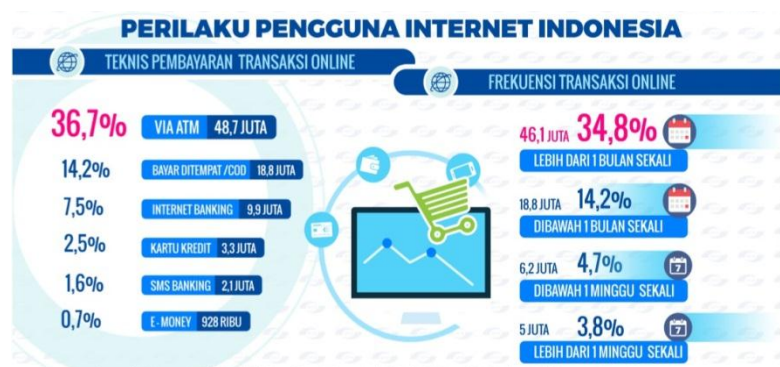 PERILAKU PENGGUNA INTERNET INDONESIA
TEKNIS PEMBAYARAN TRANSAKSI ONLINE
36,7% VIA ATM 48,7 JUTA
14,2% BAYAR DITEMPAT /COD 18,8 JUTA
7,5% INTERNET BANKING 9,9 JUTA
2,5% KARTU KREDIT 3,3 JUTA
1,6% SMS BANKING 2,1 JUTA
0,7% E - MONEY 928 RIBU
FREKUENSI TRANSAKSI ONLINE
46,1 JUTA 34,8%
LEBIH DARI 1 BULAN SEKALI
18,8 JUTA 14,2%
DIBAWAH 1 BULAN SEKALI
6,2 JUTA 4,7% 7
DIBAWAH 1 MINGGU SEKALI
5 JUTA 3,8% 7
LEBIH DARI 1 MINGGU SEKALI